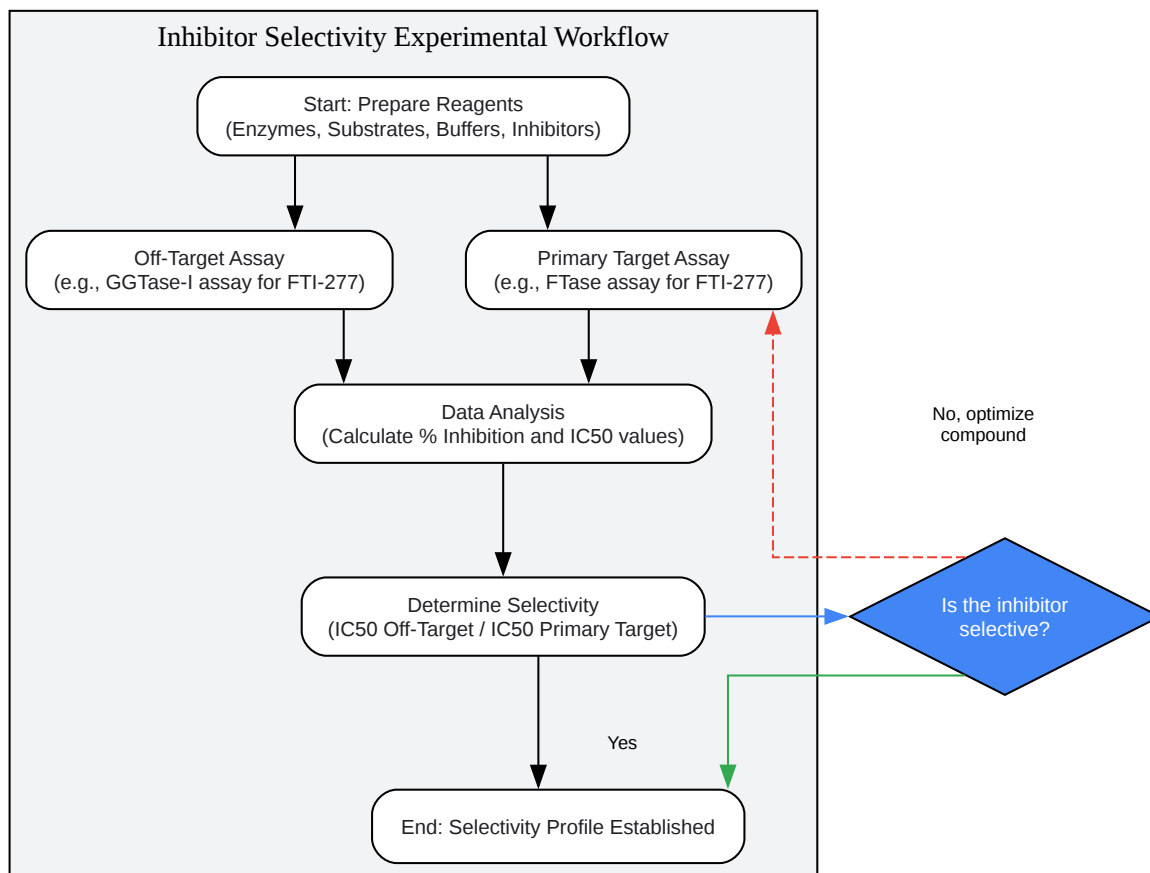 Inhibitor Selectivity Experimental Workflow
Start: Prepare Reagents
(Enzymes, Substrates, Buffers, Inhibitors)
Off-Target Assay
(e.g., GGTase-I assay for FTI-277)
Primary Target Assay
(e.g., FTase assay for FTI-277)
Data Analysis
(Calculate % Inhibition and IC50 values)
No, optimize
compound
Determine Selectivity
(IC50 Off-Target / IC50 Primary Target)
Is the inhibitor
selective?
Yes
End: Selectivity Profile Established